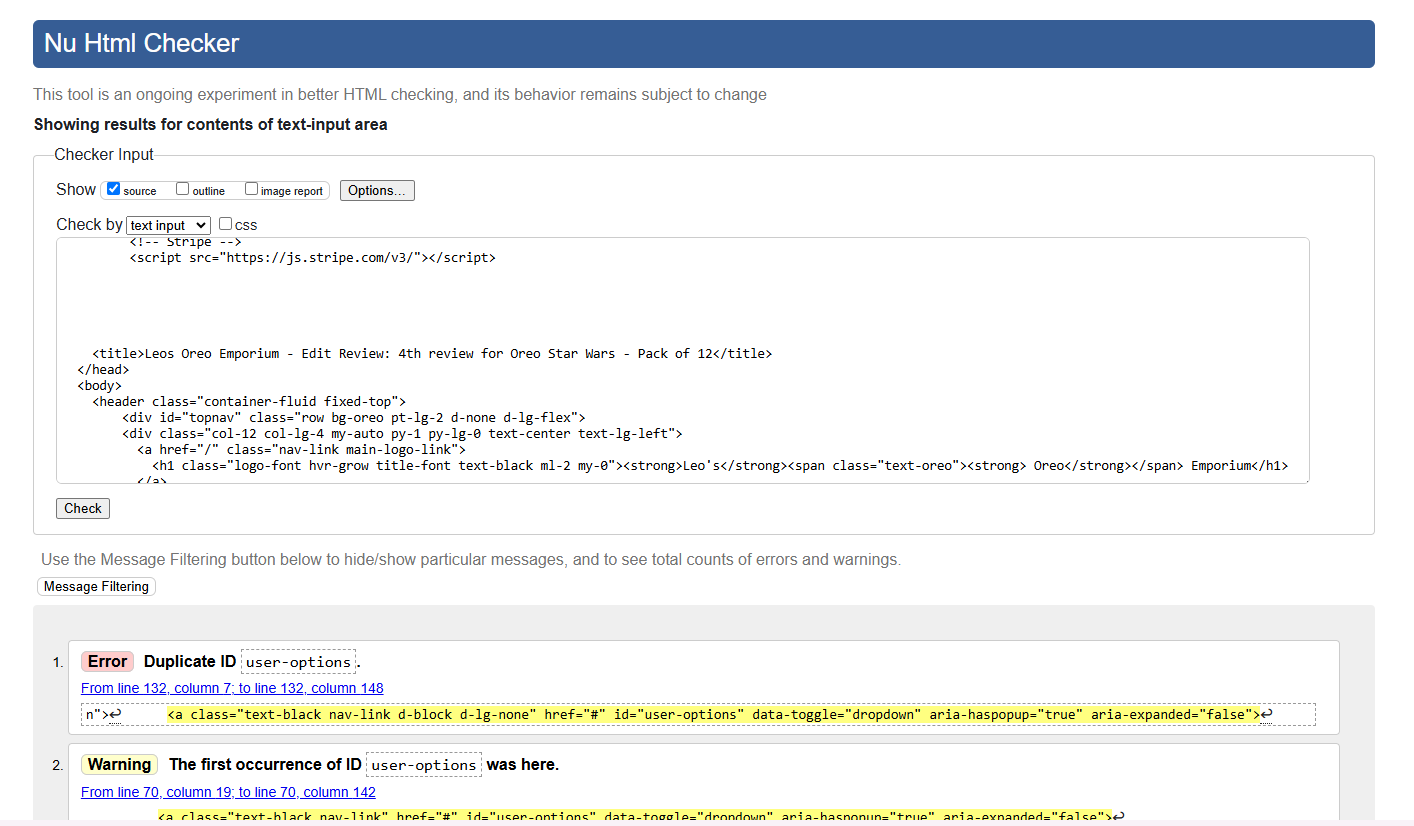 Nu Html Checker
This tool is an ongoing experiment in better HTML checking, and its behavior remains subject to change
Showing results for contents of text-input area
Checker Input
Show source outline image report Options...
Check by text input css
<!-- Stripe -->
<script src="https://js.stripe.com/v3/"></script>
<title>Leos Oreo Emporium - Edit Review: 4th review for Oreo Star Wars - Pack of 12</title>
</head>
<body>
<header class="container-fluid fixed-top">
<div id="topnav" class="row bg-oreo pt-lg-2 d-none d-lg-flex">
<div class="col-12 col-lg-4 my-auto py-1 py-lg-0 text-center text-lg-left">
<a href="/" class="nav-link main-logo-link">
<h1 class="logo-font hvr-grow title-font text-black ml-2 my-0"><strong>Leo's</strong><span class="text-oreo"><strong> Oreo</strong></span> Emporium</h1>
</a>
Check
Use the Message Filtering button below to hide/show particular messages, and to see total counts of errors and warnings.
Message Filtering
1. Error Duplicate ID user-options.
From line 132, column 7; to line 132, column 148
n">↩ <a class="text-black nav-link d-block d-lg-none" href="#" id="user-options" data-toggle="dropdown" aria-haspopup="true" aria-expanded="false">↩
2. Warning The first occurrence of ID user-options was here.
From line 70, column 19; to line 70, column 142
<a class="text-black nav-link" href="#" id="user-options" data-toggle="dropdown" aria-haspopup="true" aria-expanded="false">↩